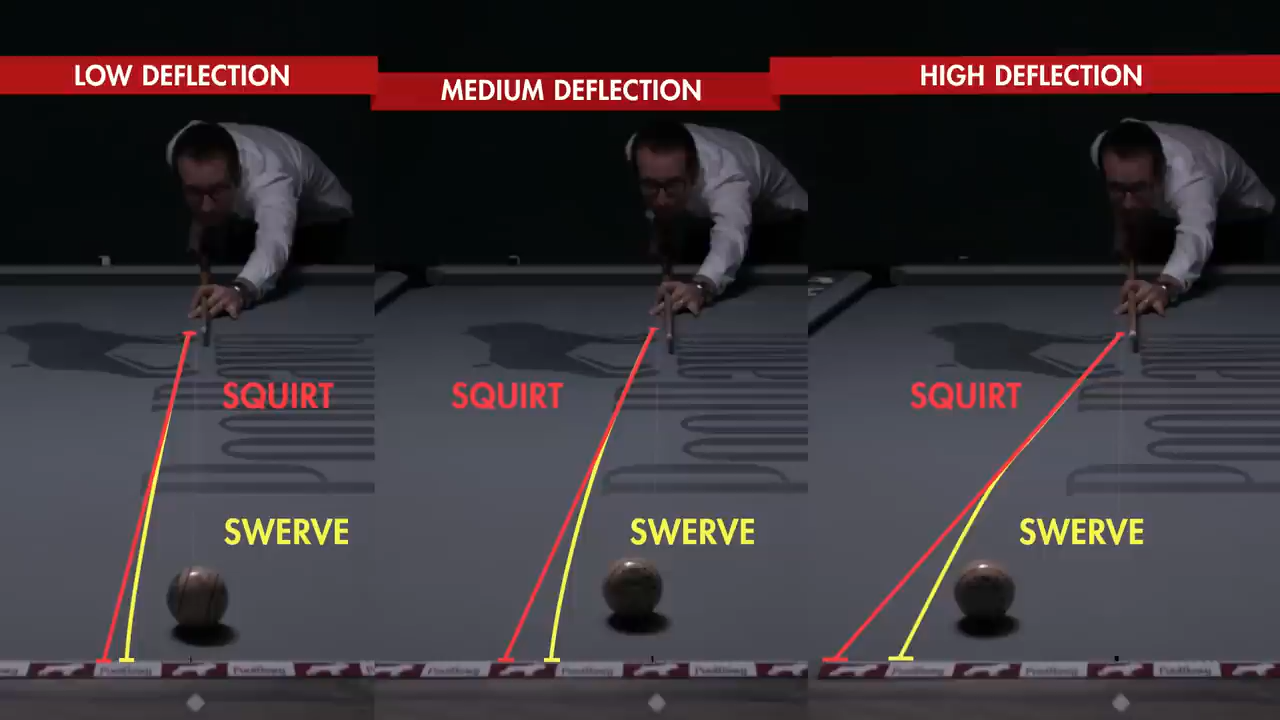 LOW DEFLECTION
MEDIUM DEFLECTION
HIGH DEFLECTION
SQUIRT
SQUIRT
SQUIRT
SWERVE
SWERVE
SWERVE